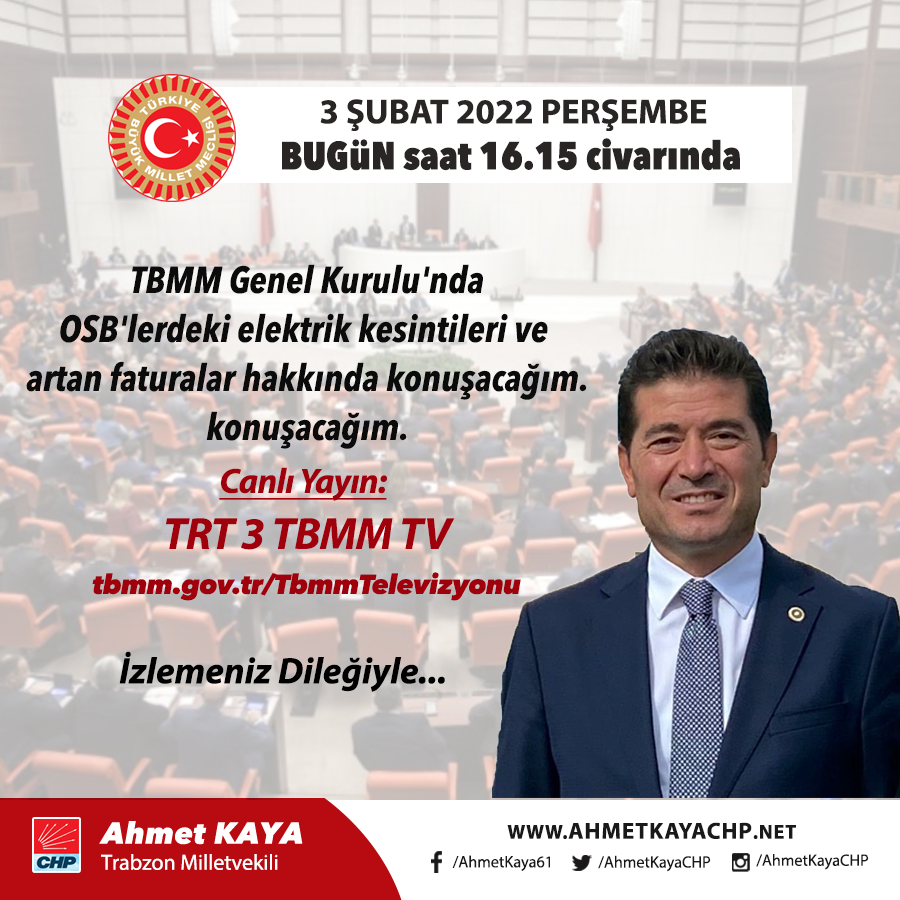 TÜRKİYE
BÜYÜK MİLLET MECLİSİ
3 ŞUBAT 2022 PERŞEMBE
BUGüN saat 16.15 civarında
TBMM Genel Kurulu'nda
OSB'lerdeki elektrik kesintileri ve
artan faturalar hakkında konuşacağım.
konuşacağım.
Canlı Yayın:
TRT 3 TBMM TV
tbmm.gov.tr/TbmmTelevizyonu
İzlemeniz Dileğiyle...
CHP
Ahmet KAYA
Trabzon Milletvekili
WWW.AHMETKAYACHP.NET
/AhmetKaya61 /AhmetKayaCHP /AhmetKayaCHP